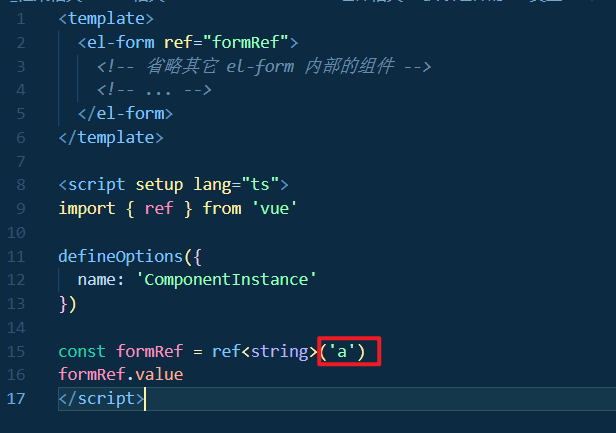 1 <template>
2 <el-form ref="formRef">
3 <!-- 省略其它 el-form 内部的组件 -->
4 <!-- ... -->
5 </el-form>
6 </template>
7
8 <script setup lang="ts">
9 import { ref } from 'vue'
10
11 defineOptions({
12 name: 'ComponentInstance'
13 })
14
15 const formRef = ref<string>('a')
16 formRef.value
17 </script>